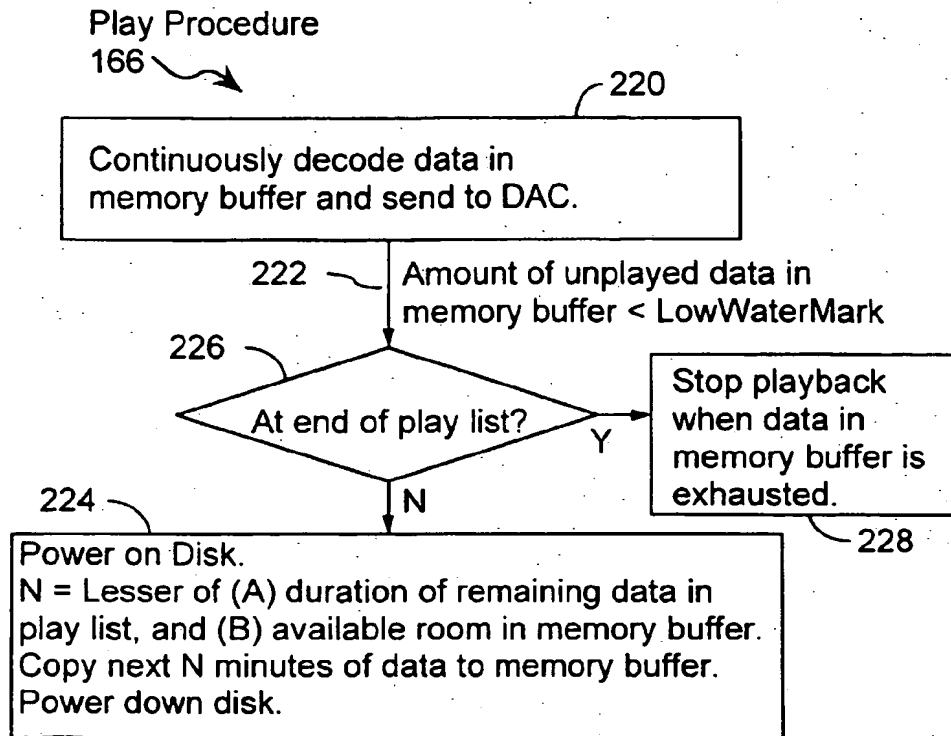 Play Procedure
166
220
Continuously decode data in
memory buffer and send to DAC.
222
Amount of unplayed data in
memory buffer < LowWaterMark
226
At end of play list?
Y
Stop playback
when data in
memory buffer is
exhausted.
228
N
224
Power on Disk.
N = Lesser of (A) duration of remaining data in
play list, and (B) available room in memory buffer.
Copy next N minutes of data to memory buffer.
Power down disk.